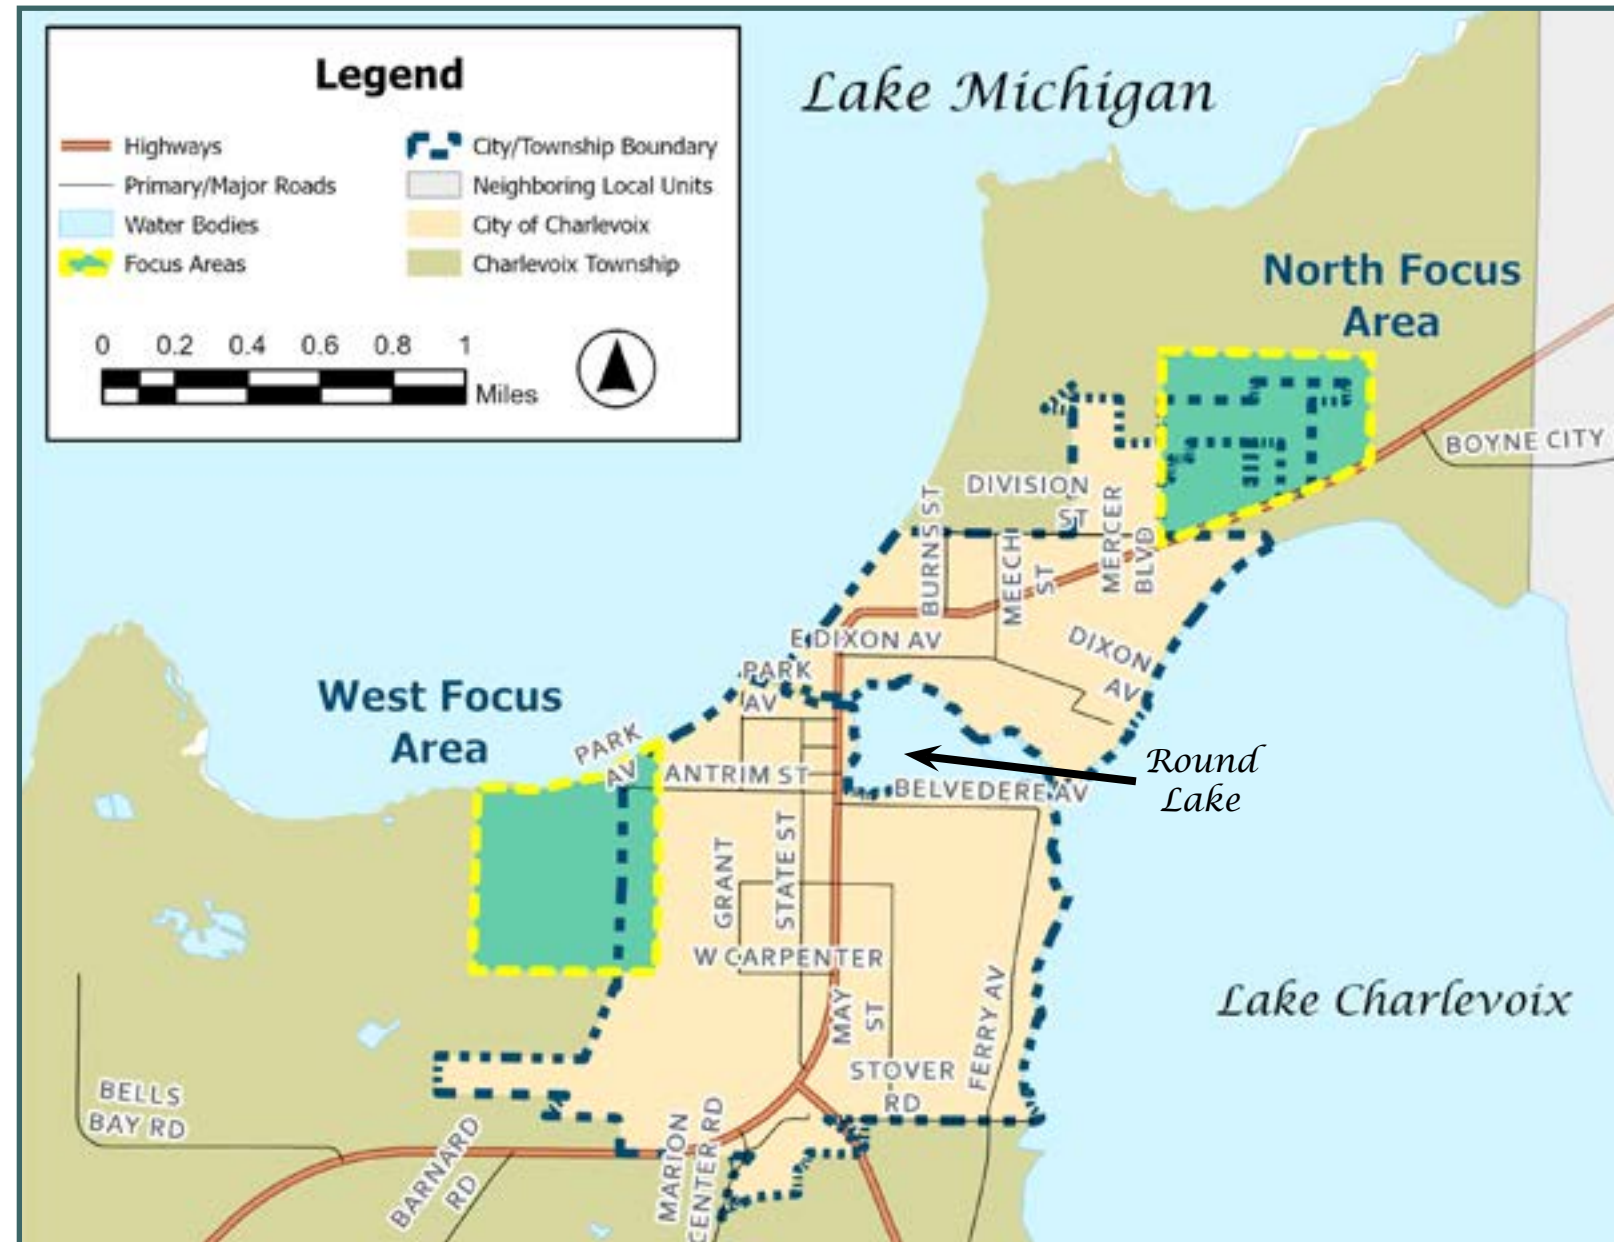 Legend
Highways
Primary/Major Roads
Water Bodies
Focus Areas
City/Township Boundary
Neighboring Local Units
City of Charlevoix
Charlevoix Township
0 0.2 0.4 0.6 0.8 1
Miles
Lake Michigan
North Focus
Area
BOYNE CITY
DIVISION
ST
BURNS ST
MEECH
ST
MERCER
BLVD
E DIXON AV
DIXON
AV
PARK
AV
West Focus
Area
PARK
AV
ANTRIM ST
BELVEDERE AV
Round
Lake
GRANT
STATE ST
W CARPENTER
MAY
ST
FERRY AV
Lake Charlevoix
STOVER
RD
BELLS
BAY RD
BARNARD
RD
MARION
CENTER RD